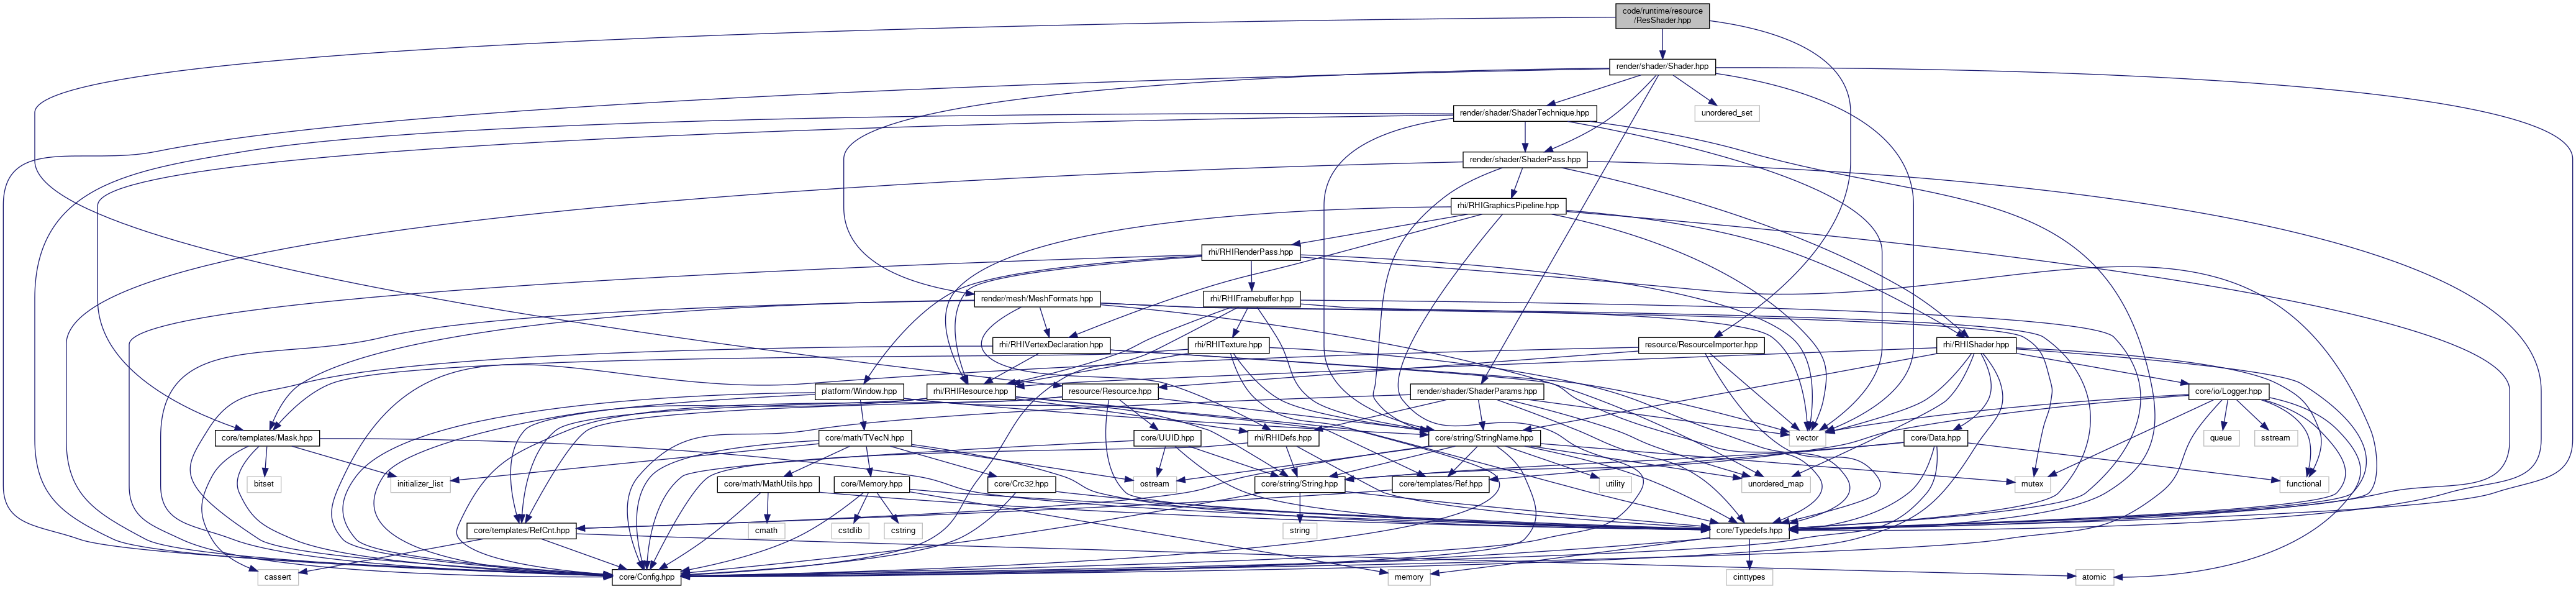 code/runtime/resource
/ResShader.hpp
render/shader/Shader.hpp
render/shader/ShaderTechnique.hpp
unordered_set
render/shader/ShaderPass.hpp
rhi/RHIGraphicsPipeline.hpp
rhi/RHIRenderPass.hpp
render/mesh/MeshFormats.hpp
rhi/RHIFramebuffer.hpp
rhi/RHIVertexDeclaration.hpp
rhi/RHITexture.hpp
resource/ResourceImporter.hpp
rhi/RHIShader.hpp
platform/Window.hpp
rhi/RHIResource.hpp
resource/Resource.hpp
render/shader/ShaderParams.hpp
core/io/Logger.hpp
core/templates/Mask.hpp
core/math/TVecN.hpp
core/UUID.hpp
rhi/RHIDefs.hpp
core/string/StringName.hpp
vector
core/Data.hpp
queue
sstream
bitset
initializer_list
core/math/MathUtils.hpp
core/Memory.hpp
core/Crc32.hpp
ostream
core/string/String.hpp
core/templates/Ref.hpp
utility
unordered_map
mutex
functional
core/templates/RefCnt.hpp
cmath
cstdlib
cstring
string
core/Typedefs.hpp
cassert
core/Config.hpp
memory
cinttypes
atomic